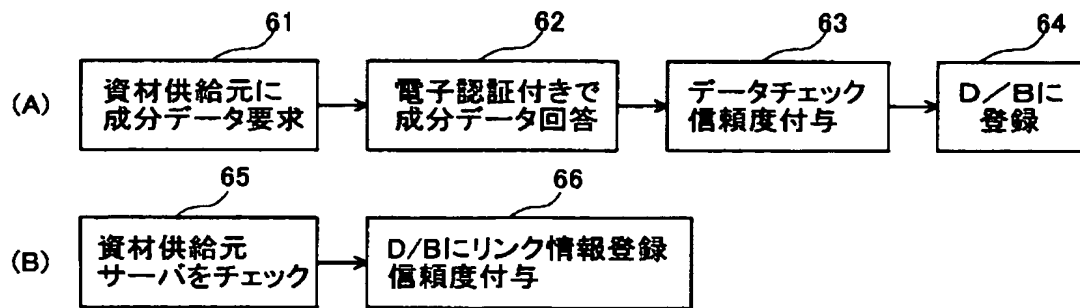 61
62
63
64
(A)
資材供給元に
成分データ要求
電子認証付きで
成分データ回答
データチェック
信頼度付与
D/Bに
登録
65
66
(B)
資材供給元
サーバをチェック
D/Bにリンク情報登録
信頼度付与